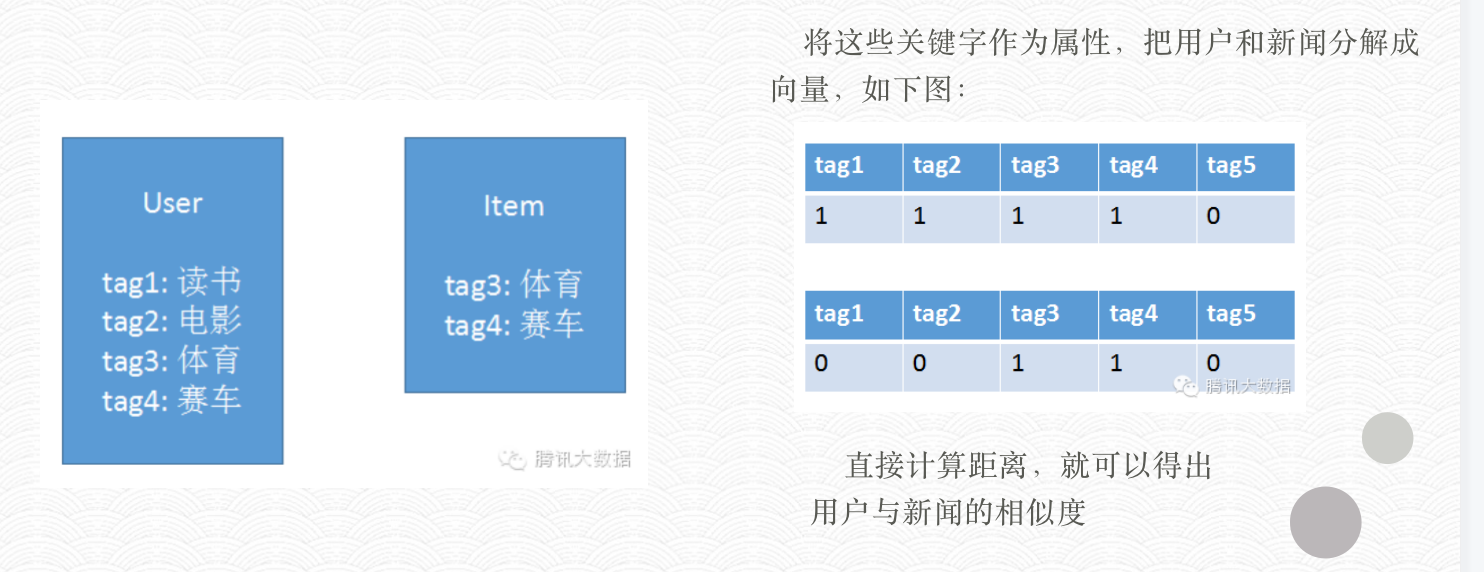 User
tag1: 读书
tag2: 电影
tag3: 体育
tag4: 赛车
Item
tag3: 体育
tag4: 赛车
腾讯大数据
将这些关键字作为属性，把用户和新闻分解成
向量，如下图：
tag1 tag2 tag3 tag4 tag5
1 1 1 1 0
tag1 tag2 tag3 tag4 tag5
0 0 1 1 0
腾讯大数据
直接计算距离，就可以得出
用户与新闻的相似度